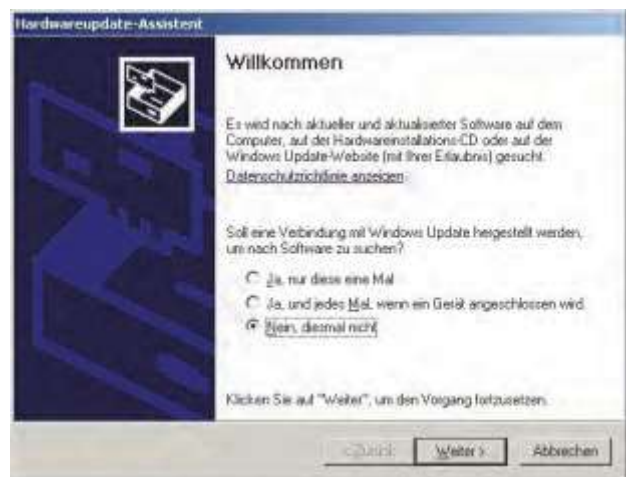 Hardwareupdate-Assistent
Willkommen
Es wird nach aktueller und aktualisierter Software auf dem
Computer, auf der Hardwareinstallations-CD oder auf der
Windows Update-Website (mit Ihrer Erlaubnis) gesucht.
Datenschutzrichtlinie anzeigen
Soll eine Verbindung mit Windows Update hergestellt werden,
um nach Software zu suchen?
Ja, nur diese eine Mal
Ja, und jedes Mal, wenn ein Gerät angeschlossen wird
Nein, diesmal nicht
Klicken Sie auf "Weiter", um den Vorgang fortzusetzen.
< Zurück Weiter > Abbrechen